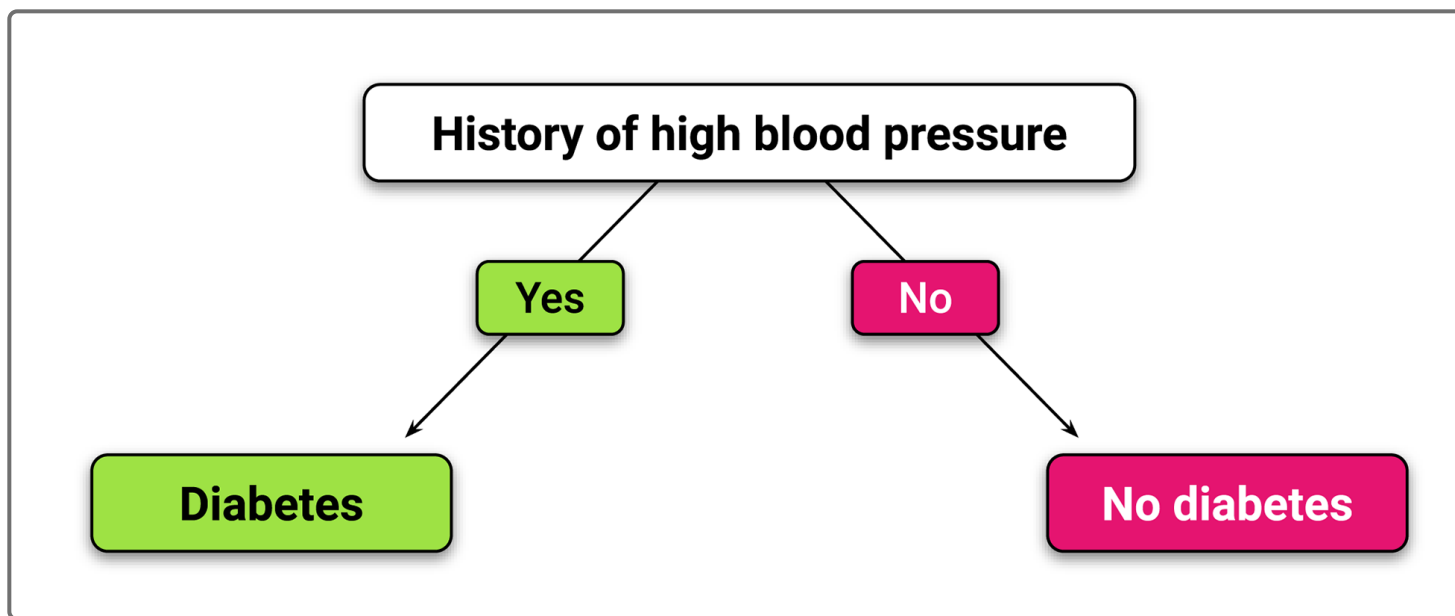 History of high blood pressure
Yes
No
Diabetes
No diabetes